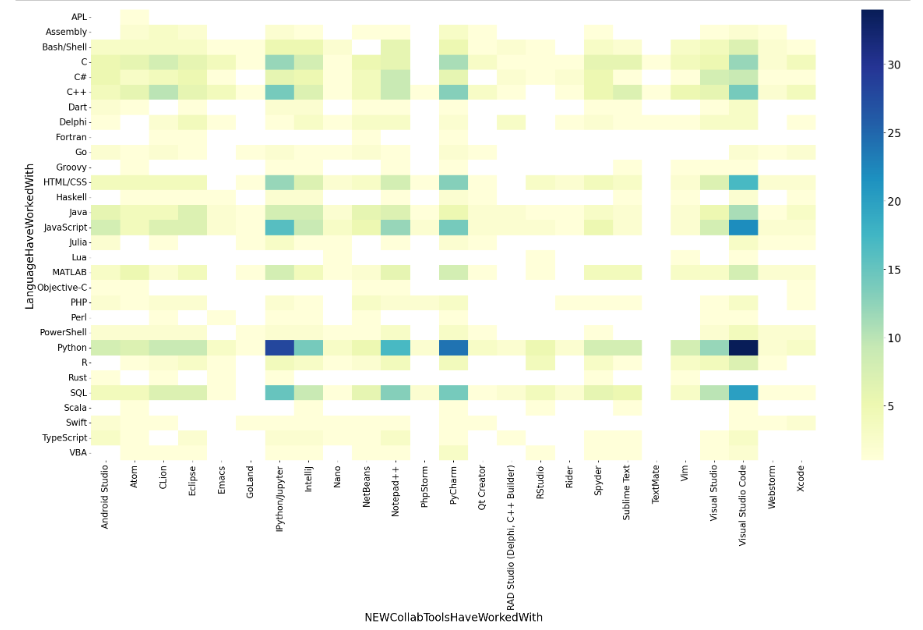 LanguageHaveWorkedWith
APL
Assembly
Bash/Shell
C
C#
C++
Dart
Delphi
Fortran
Go
Groovy
HTML/CSS
Haskell
Java
JavaScript
Julia
Lua
MATLAB
Objective-C
PHP
Perl
PowerShell
Python
R
Rust
SQL
Scala
Swift
TypeScript
VBA
Android Studio
Atom
CLion
Eclipse
Emacs
GoLand
IPython/Jupyter
IntelliJ
Nano
NetBeans
Notepad++
PhpStorm
PyCharm
Qt Creator
RAD Studio (Delphi, C++ Builder)
RStudio
Rider
Spyder
Sublime Text
TextMate
Vim
Visual Studio
Visual Studio Code
Webstorm
Xcode
NEWCollabToolsHaveWorkedWith
30
25
20
15
10
5